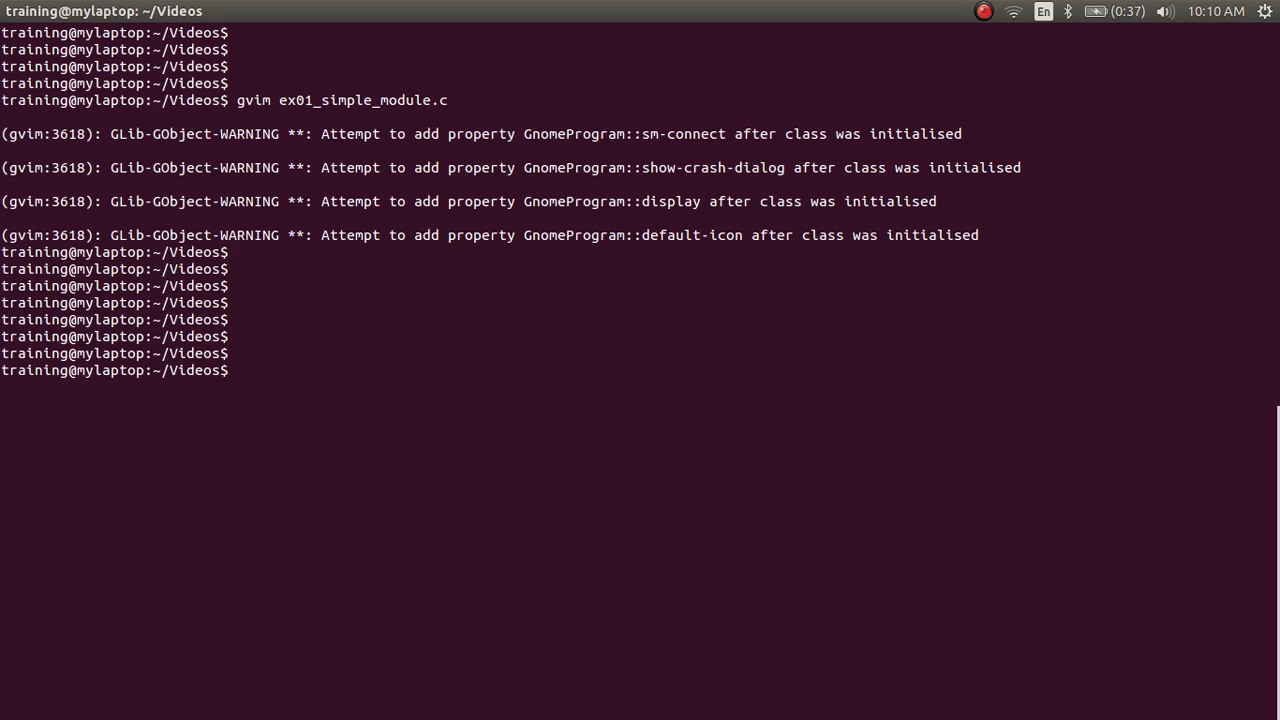 training@mylaptop: ~/Videos En (0:37) 10:10 AM
training@mylaptop:~/Videos$
training@mylaptop:~/Videos$
training@mylaptop:~/Videos$
training@mylaptop:~/Videos$
training@mylaptop:~/Videos$ gvim ex01_simple_module.c
(gvim:3618): GLib-GObject-WARNING **: Attempt to add property GnomeProgram::sm-connect after class was initialised
(gvim:3618): GLib-GObject-WARNING **: Attempt to add property GnomeProgram::show-crash-dialog after class was initialised
(gvim:3618): GLib-GObject-WARNING **: Attempt to add property GnomeProgram::display after class was initialised
(gvim:3618): GLib-GObject-WARNING **: Attempt to add property GnomeProgram::default-icon after class was initialised
training@mylaptop:~/Videos$
training@mylaptop:~/Videos$
training@mylaptop:~/Videos$
training@mylaptop:~/Videos$
training@mylaptop:~/Videos$
training@mylaptop:~/Videos$
training@mylaptop:~/Videos$
training@mylaptop:~/Videos$